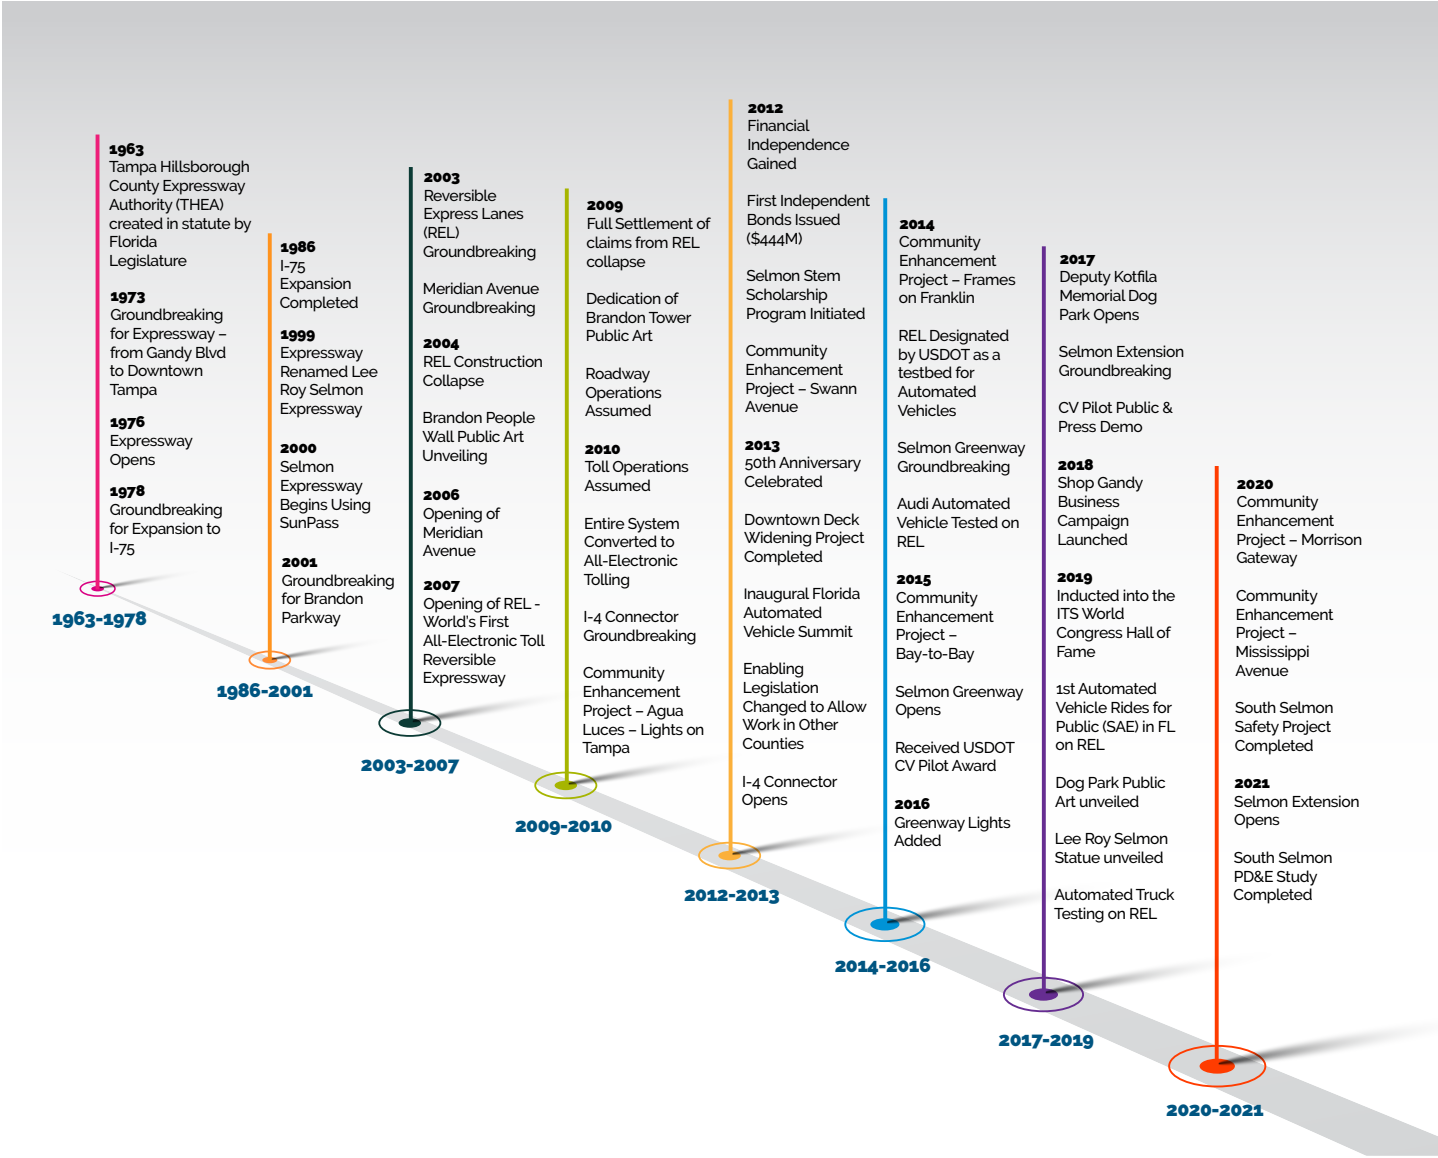 1963
Tampa Hillsborough
County Expressway
Authority (THEA)
created in statute by
Florida
Legislature
1973
Groundbreaking
for Expressway –
from Gandy Blvd
to Downtown
Tampa
1976
Expressway
Opens
1978
Groundbreaking
for Expansion to
I-75
1963-1978
1986
I-75
Expansion
Completed
1999
Expressway
Renamed Lee
Roy Selmon
Expressway
2000
Selmon
Expressway
Begins Using
SunPass
2001
Groundbreaking
for Brandon
Parkway
1986-2001
2003
Reversible
Express Lanes
(REL)
Groundbreaking
Meridian Avenue
Groundbreaking
2004
REL Construction
Collapse
Brandon People
Wall Public Art
Unveiling
2006
Opening of
Meridian
Avenue
2007
Opening of REL -
World's First
All-Electronic Toll
Reversible
Expressway
2003-2007
2009
Full Settlement of
claims from REL
collapse
Dedication of
Brandon Tower
Public Art
Roadway
Operations
Assumed
2010
Toll Operations
Assumed
Entire System
Converted to
All-Electronic
Tolling
I-4 Connector
Groundbreaking
Community
Enhancement
Project – Agua
Luces – Lights on
Tampa
2009-2010
2012
Financial
Independence
Gained
First Independent
Bonds Issued
($444M)
Selmon Stem
Scholarship
Program Initiated
Community
Enhancement
Project – Swann
Avenue
2013
50th Anniversary
Celebrated
Downtown Deck
Widening Project
Completed
Inaugural Florida
Automated
Vehicle Summit
Enabling
Legislation
Changed to Allow
Work in Other
Counties
I-4 Connector
Opens
2012-2013
2014
Community
Enhancement
Project – Frames
on Franklin
REL Designated
by USDOT as a
testbed for
Automated
Vehicles
Selmon Greenway
Groundbreaking
Audi Automated
Vehicle Tested on
REL
2015
Community
Enhancement
Project –
Bay-to-Bay
Selmon Greenway
Opens
Received USDOT
CV Pilot Award
2016
Greenway Lights
Added
2014-2016
2017
Deputy Kotfila
Memorial Dog
Park Opens
Selmon Extension
Groundbreaking
CV Pilot Public &
Press Demo
2018
Shop Gandy
Business
Campaign
Launched
2019
Inducted into the
ITS World
Congress Hall of
Fame
1st Automated
Vehicle Rides for
Public (SAE) in FL
on REL
Dog Park Public
Art unveiled
Lee Roy Selmon
Statue unveiled
Automated Truck
Testing on REL
2017-2019
2020
Community
Enhancement
Project – Morrison
Gateway
Community
Enhancement
Project –
Mississippi
Avenue
South Selmon
Safety Project
Completed
2021
Selmon Extension
Opens
South Selmon
PD&E Study
Completed
2020-2021